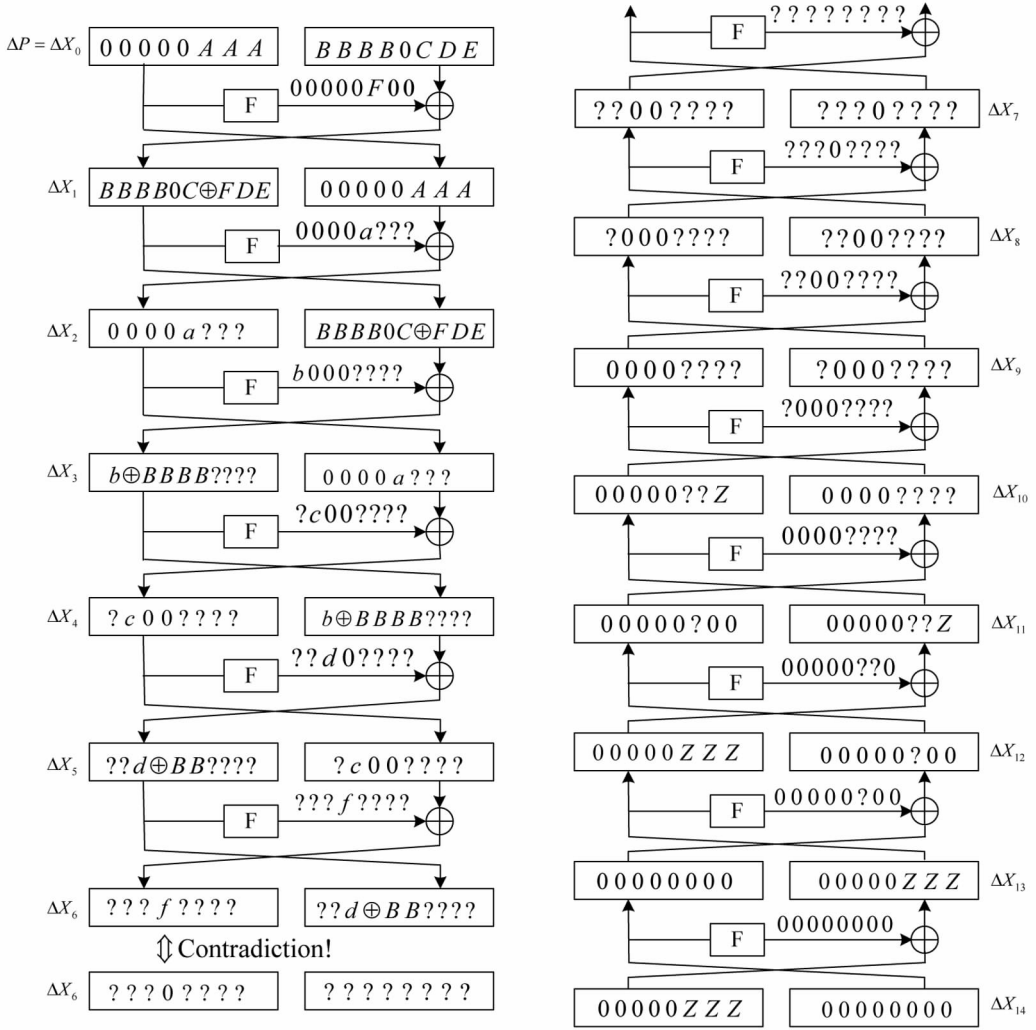 ΔP = ΔX₀
0 0 0 0 0 A A A
B B B B 0 C D E
F
0 0 0 0 0 F 0 0
ΔX₁
B B B B 0 C ⊕ F D E
0 0 0 0 0 A A A
F
0 0 0 0 a ? ? ?
ΔX₂
0 0 0 0 a ? ? ?
B B B B 0 C ⊕ F D E
F
b 0 0 0 ? ? ? ?
ΔX₃
b ⊕ B B B B ? ? ? ?
0 0 0 0 a ? ? ?
F
? c 0 0 ? ? ? ?
ΔX₄
? c 0 0 ? ? ? ?
b ⊕ B B B B ? ? ? ?
F
? ? d 0 ? ? ? ?
ΔX₅
? ? d ⊕ B B ? ? ? ?
? c 0 0 ? ? ? ?
F
? ? ? f ? ? ? ?
ΔX₆
? ? ? f ? ? ? ?
? ? d ⊕ B B ? ? ? ?
Contradiction!
ΔX₆
? ? ? 0 ? ? ? ?
? ? ? ? ? ? ? ?
F
? ? ? ? ? ? ? ?
? ? 0 0 ? ? ? ?
? ? ? 0 ? ? ? ?
ΔX₇
F
? ? ? 0 ? ? ? ?
? 0 0 0 ? ? ? ?
? ? 0 0 ? ? ? ?
ΔX₈
F
? ? 0 0 ? ? ? ?
0 0 0 0 ? ? ? ?
? 0 0 0 ? ? ? ?
ΔX₉
F
? 0 0 0 ? ? ? ?
0 0 0 0 0 ? ? Z
0 0 0 0 ? ? ? ?
ΔX₁₀
F
0 0 0 0 ? ? ? ?
0 0 0 0 0 ? 0 0
0 0 0 0 0 ? ? Z
ΔX₁₁
F
0 0 0 0 0 ? ? 0
0 0 0 0 0 Z Z Z
0 0 0 0 0 ? 0 0
ΔX₁₂
F
0 0 0 0 0 ? 0 0
0 0 0 0 0 0 0 0
0 0 0 0 0 Z Z Z
ΔX₁₃
F
0 0 0 0 0 0 0 0
0 0 0 0 0 Z Z Z
0 0 0 0 0 0 0 0
ΔX₁₄